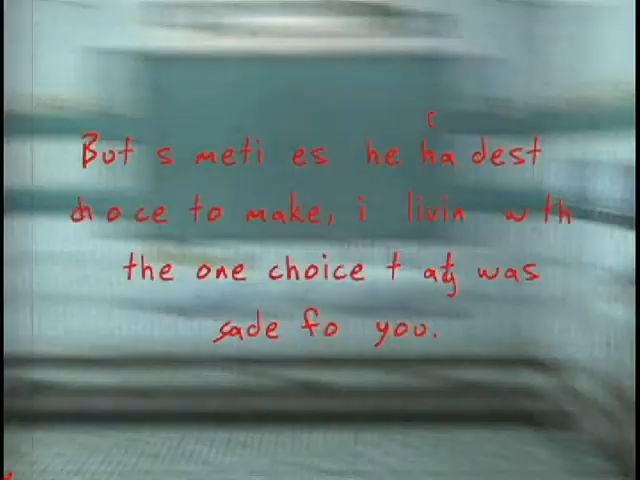 But s meti es he ha dest
cho ce to make, i livin w th
the one choice t at was
sade fo you.